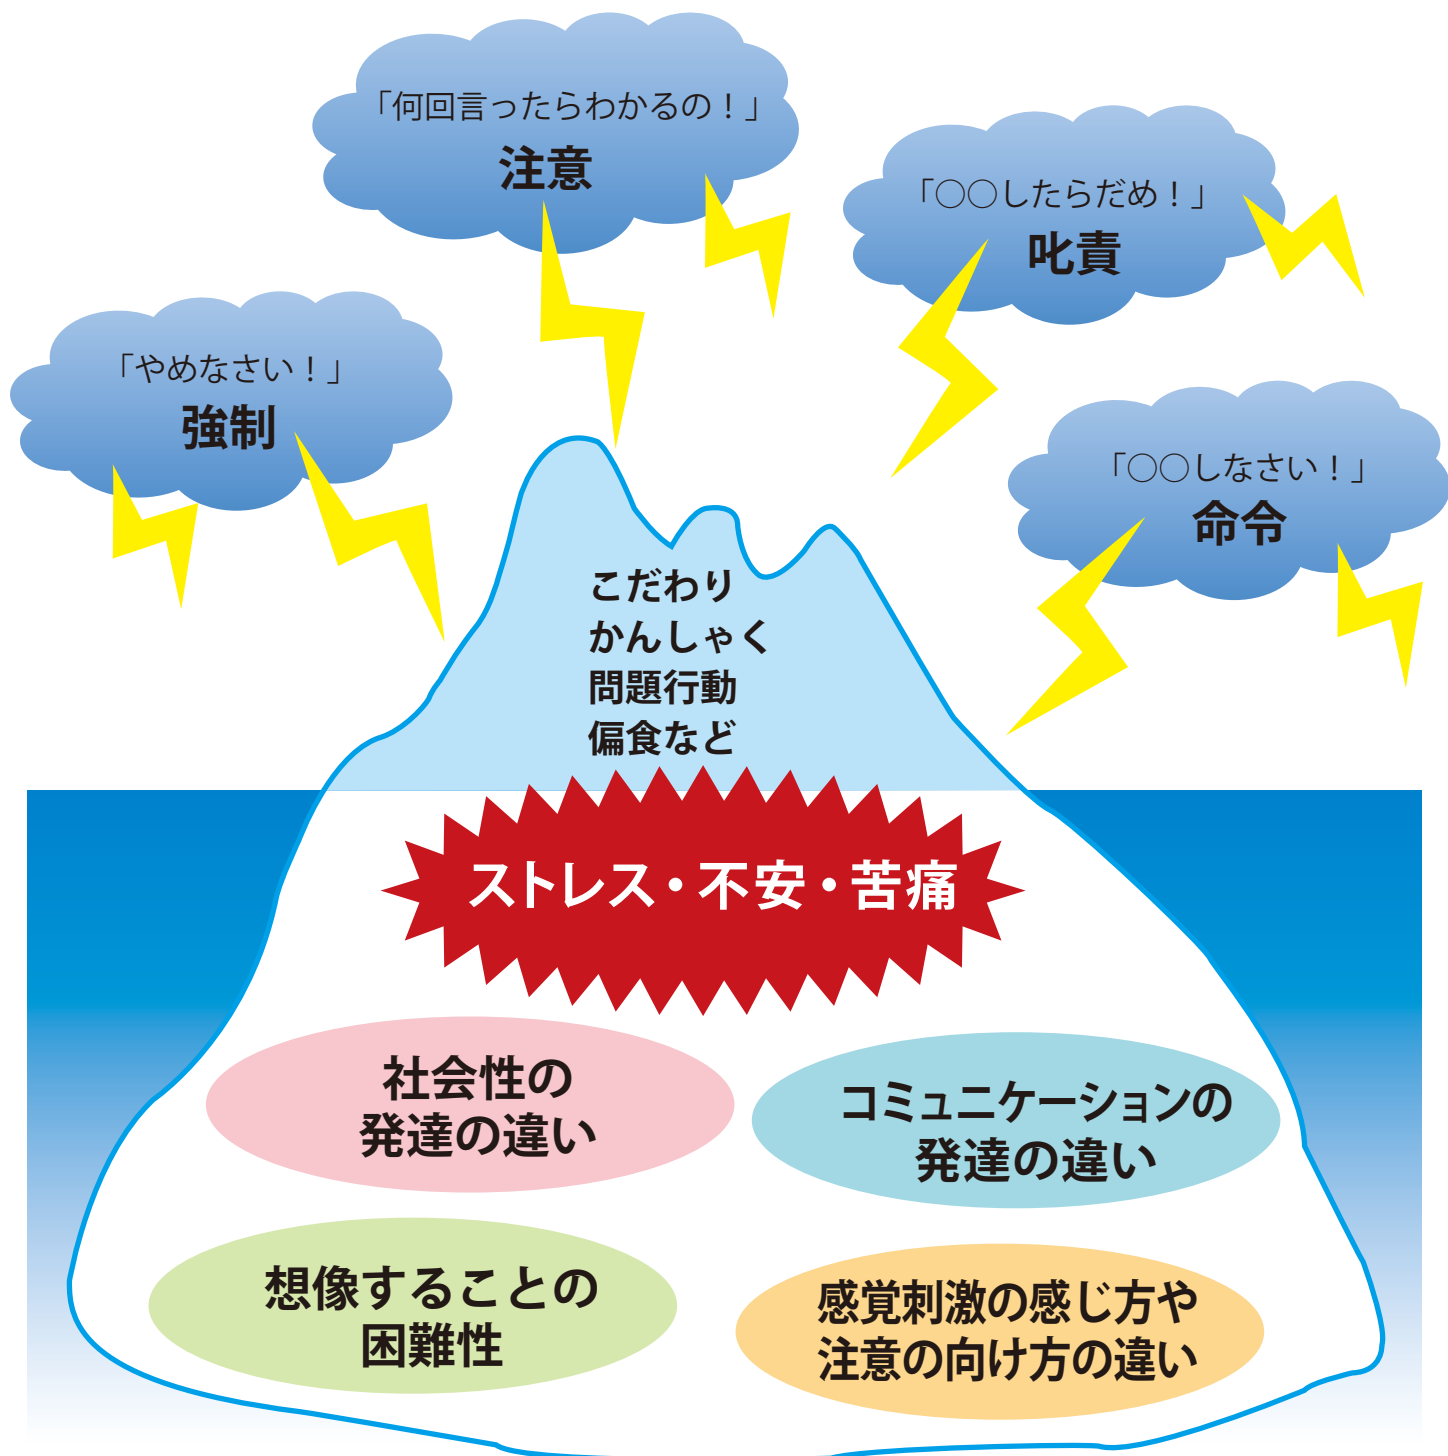 「何回言ったらわかるの！」
注意
「○○したらだめ！」
叱責
「やめなさい！」
強制
「○○しなさい！」
命令
こだわり
かんしゃく
問題行動
偏食など
ストレス・不安・苦痛
社会性の
発達の違い
コミュニケーションの
発達の違い
想像することの
困難性
感覚刺激の感じ方や
注意の向け方の違い